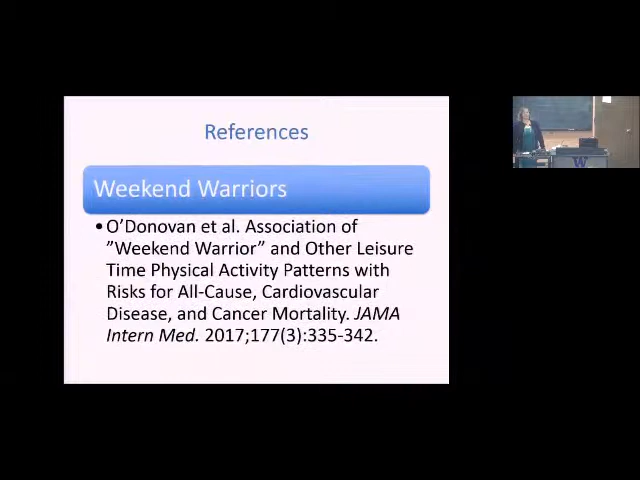 References
Weekend Warriors
•O’Donovan et al. Association of
”Weekend Warrior” and Other Leisure
Time Physical Activity Patterns with
Risks for All-Cause, Cardiovascular
Disease, and Cancer Mortality. JAMA
Intern Med. 2017;177(3):335-342.
W